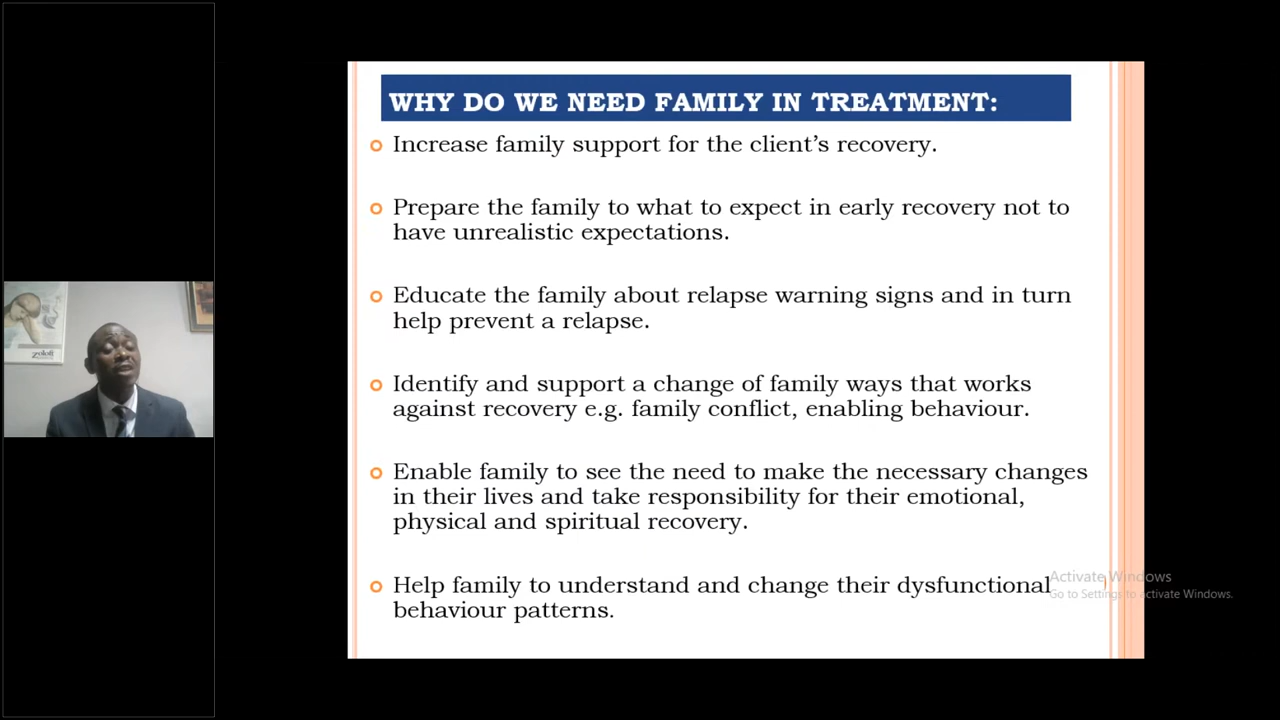 WHY DO WE NEED FAMILY IN TREATMENT:
Increase family support for the client's recovery.
Prepare the family to what to expect in early recovery not to
have unrealistic expectations.
Educate the family about relapse warning signs and in turn
help prevent a relapse.
Identify and support a change of family ways that works
against recovery e.g. family conflict, enabling behaviour.
Enable family to see the need to make the necessary changes
in their lives and take responsibility for their emotional,
physical and spiritual recovery.
Help family to understand and change their dysfunctional
behaviour patterns.
Activate Windows
Go to Settings to activate Windows.
Zoloft